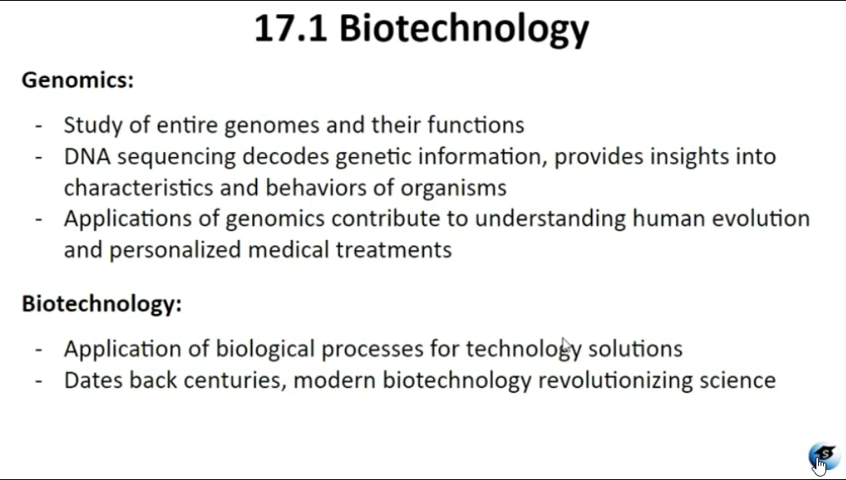 17.1 Biotechnology
Genomics:
- Study of entire genomes and their functions
- DNA sequencing decodes genetic information, provides insights into
characteristics and behaviors of organisms
- Applications of genomics contribute to understanding human evolution
and personalized medical treatments
Biotechnology:
- Application of biological processes for technology solutions
- Dates back centuries, modern biotechnology revolutionizing science
S